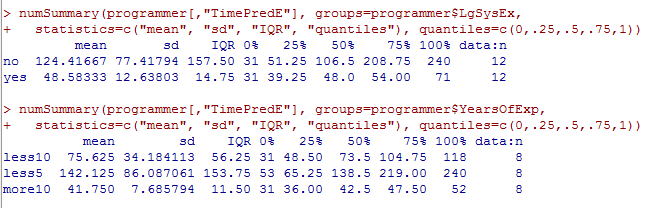 > numSummary(programmer[,"TimePredE"], groups=programmer$LgSysEx,
+   statistics=c("mean", "sd", "IQR", "quantiles"), quantiles=c(0,.25,.5,.75,1))
         mean       sd    IQR 0%   25%   50%    75% 100% data:n
no  124.41667 77.41794 157.50 31 51.25 106.5 208.75  240     12
yes  48.58333 12.63803  14.75 31 39.25  48.0  54.00   71     12
> numSummary(programmer[,"TimePredE"], groups=programmer$YearsOfExp,
+   statistics=c("mean", "sd", "IQR", "quantiles"), quantiles=c(0,.25,.5,.75,1))
          mean        sd    IQR 0%   25%   50%    75% 100% data:n
less10  75.625 34.184113  56.25 31 48.50  73.5 104.75  118      8
less5  142.125 86.087061 153.75 53 65.25 138.5 219.00  240      8
more10  41.750  7.685794  11.50 31 36.00  42.5  47.50   52      8